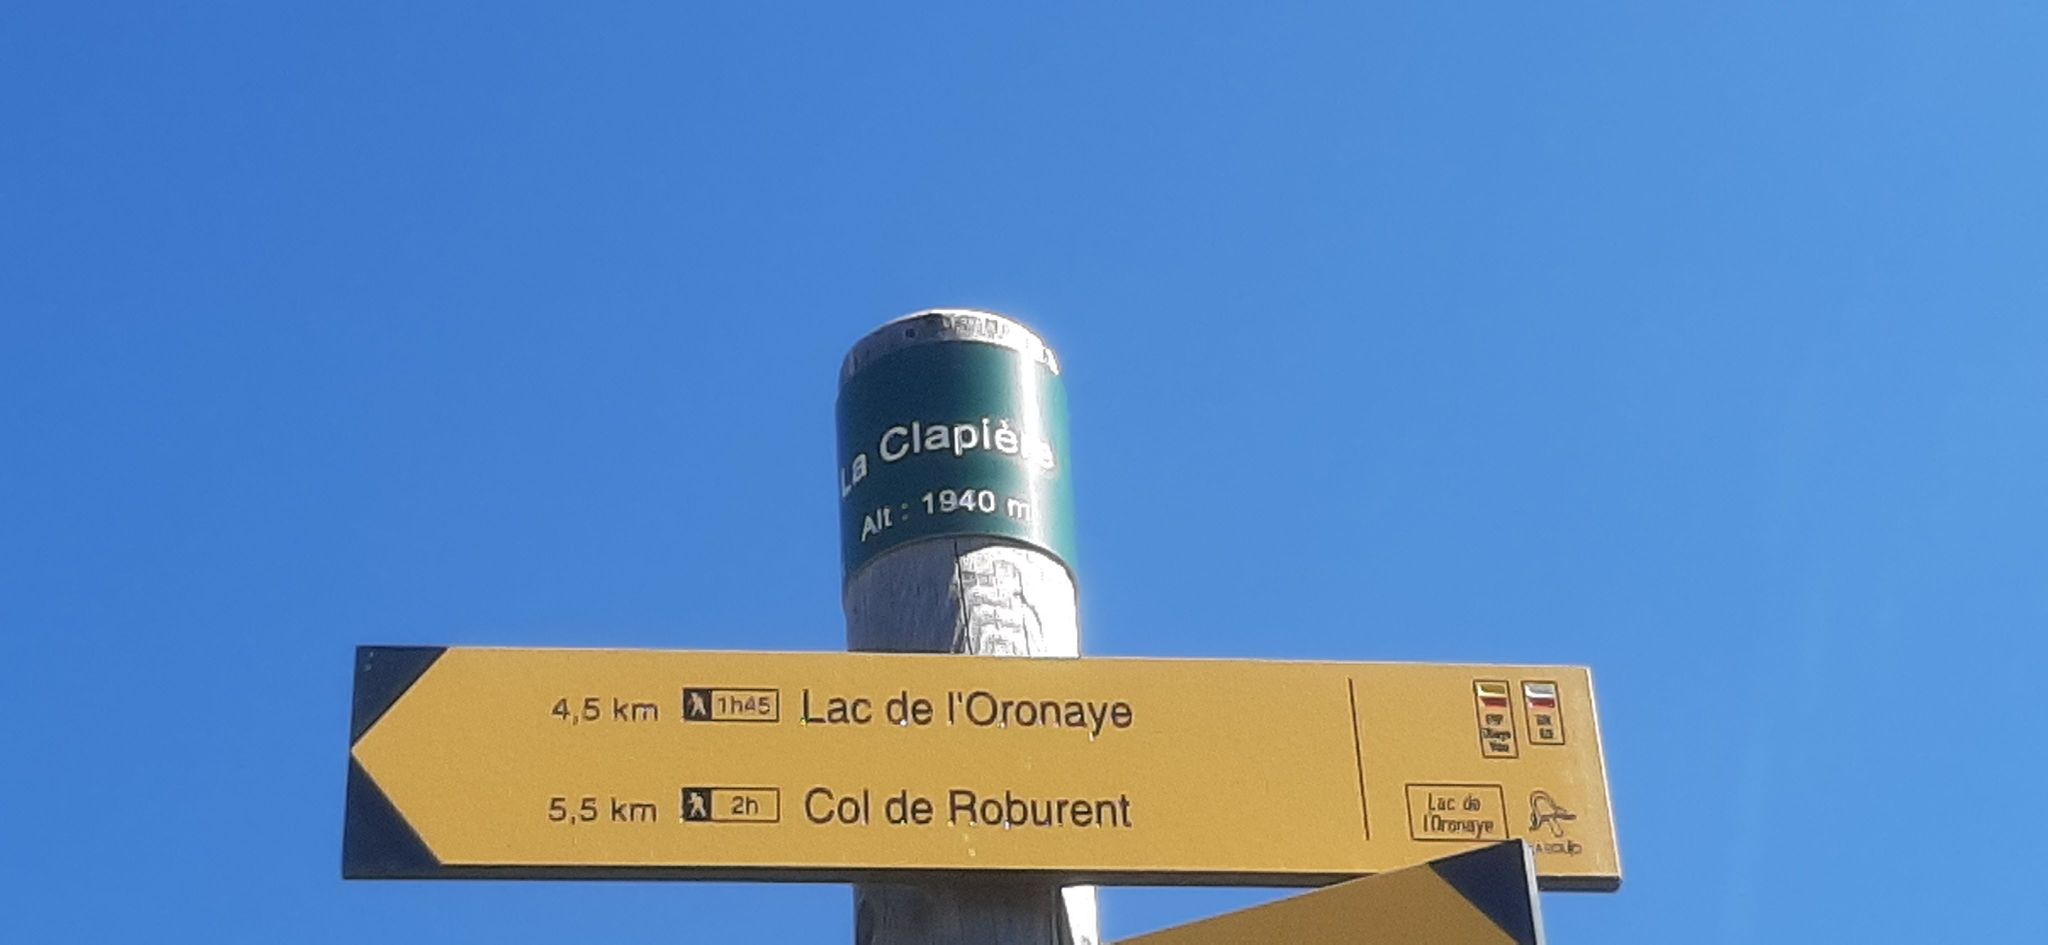 La Clapière
Alt : 1940 m
4,5 km 1h45 Lac de l'Oronaye
5,5 km 2h Col de Roburent
Lac de
l'Oronaye